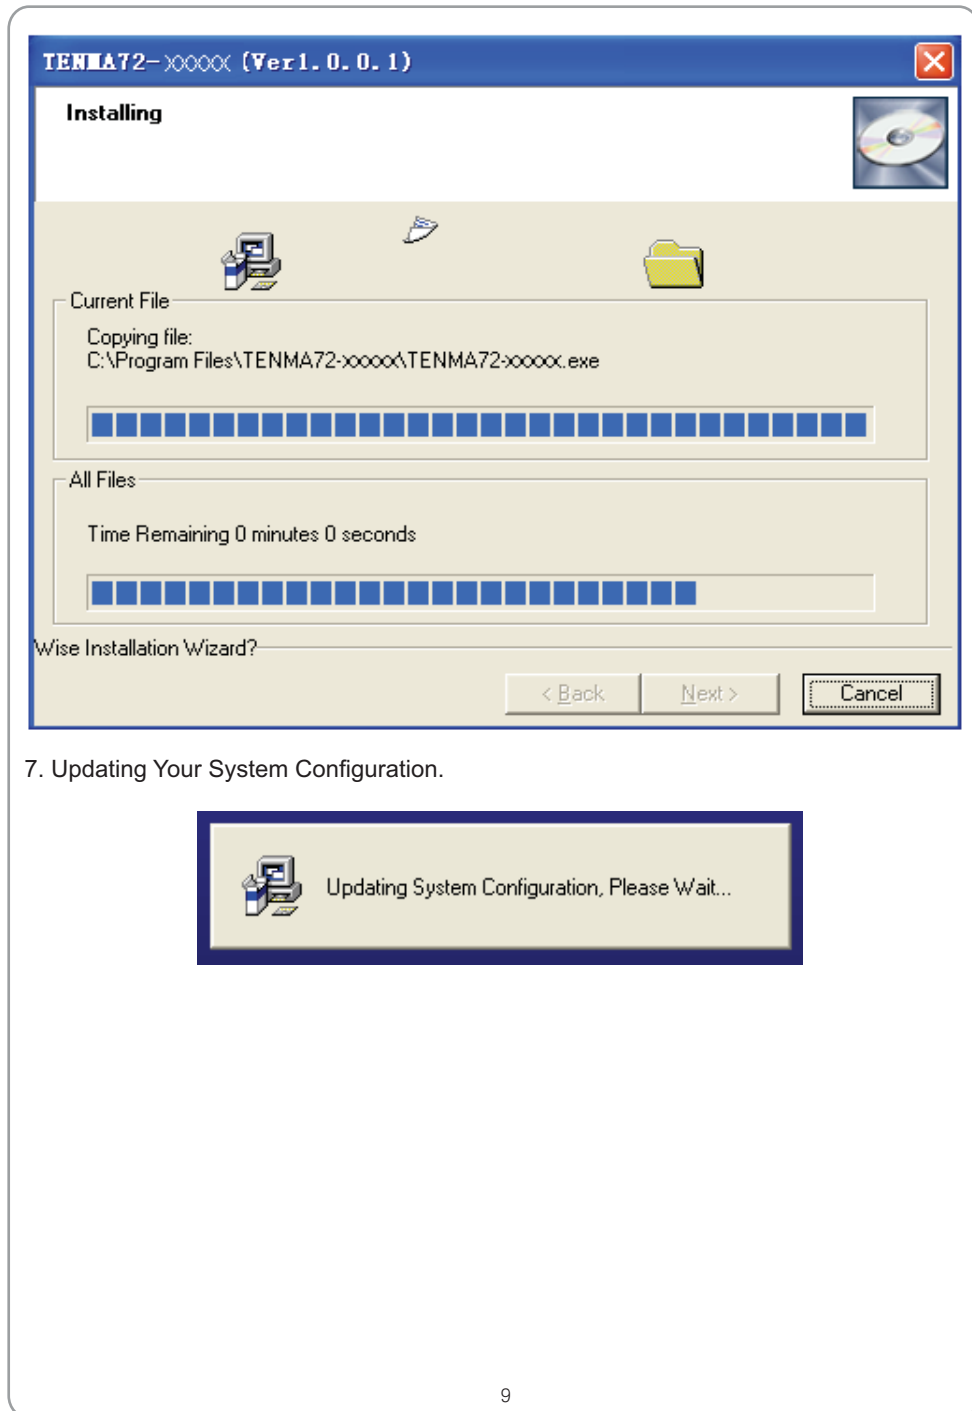 TENMA72-xxxxx (Ver1.0.0.1)
Installing
Current File
Copying file:
C:\Program Files\TENMA72-xxxxx\TENMA72-xxxxx.exe
All Files
Time Remaining 0 minutes 0 seconds
Wise Installation Wizard?
< Back
Next >
Cancel
7. Updating Your System Configuration.
Updating System Configuration, Please Wait...
9